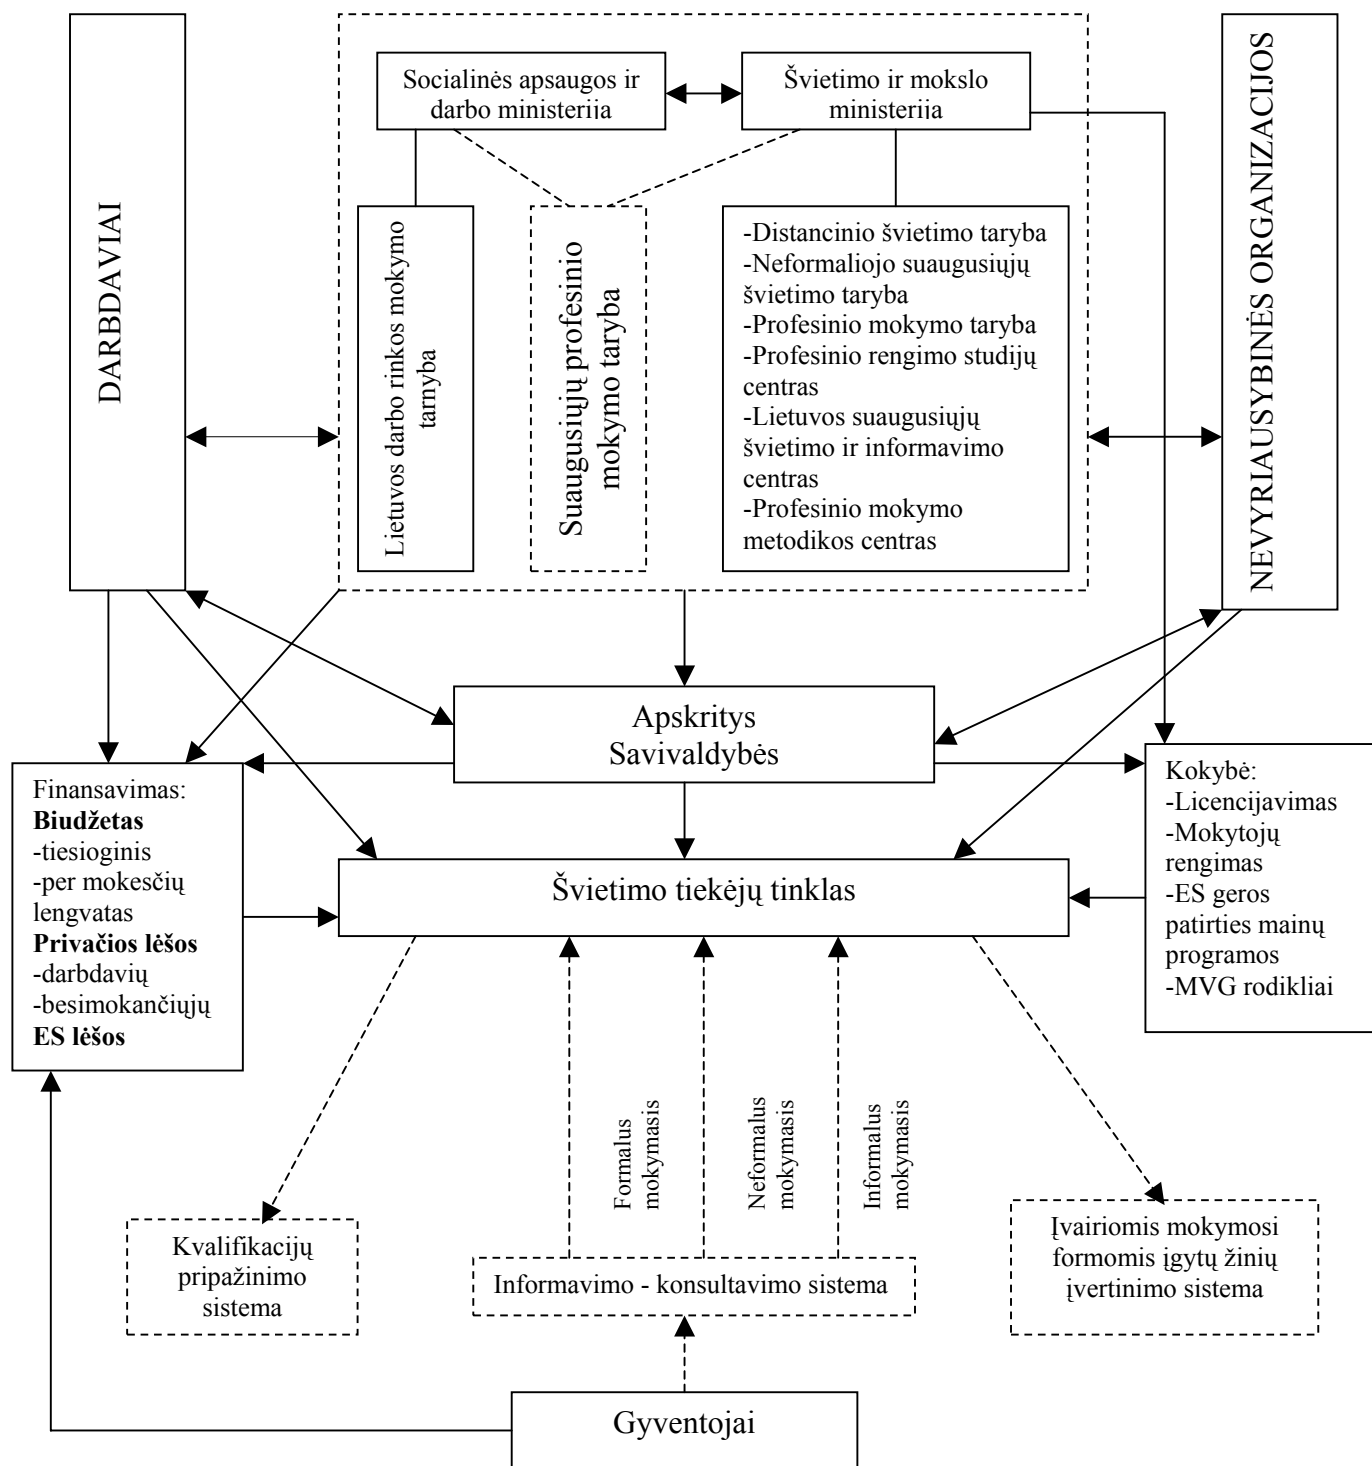 DARBDAVIAI
Socialinės apsaugos ir
darbo ministerija
Švietimo ir mokslo
ministerija
NEVYRIAUSYBINĖS ORGANIZACIJOS
Lietuvos darbo rinkos mokymo
tarnyba
Suaugusiųjų profesinio
mokymo taryba
-Distancinio švietimo taryba
-Neformaliojo suaugusiųjų
švietimo taryba
-Profesinio mokymo taryba
-Profesinio rengimo studijų
centras
-Lietuvos suaugusiųjų
švietimo ir informavimo
centras
-Profesinio mokymo
metodikos centras
Apskritys
Savivaldybės
Finansavimas:
Biudžetas
-tiesioginis
-per mokesčių
lengvatas
Privačios lėšos
-darbdavių
-besimokančiųjų
ES lėšos
Švietimo tiekėjų tinklas
Kokybė:
-Licencijavimas
-Mokytojų
rengimas
-ES geros
patirties mainų
programos
-MVG rodikliai
Formalus
mokymasis
Neformalus
mokymasis
Informalus
mokymasis
Kvalifikacijų
pripažinimo
sistema
Informavimo - konsultavimo sistema
Įvairiomis mokymosi
formomis įgytų žinių
įvertinimo sistema
Gyventojai